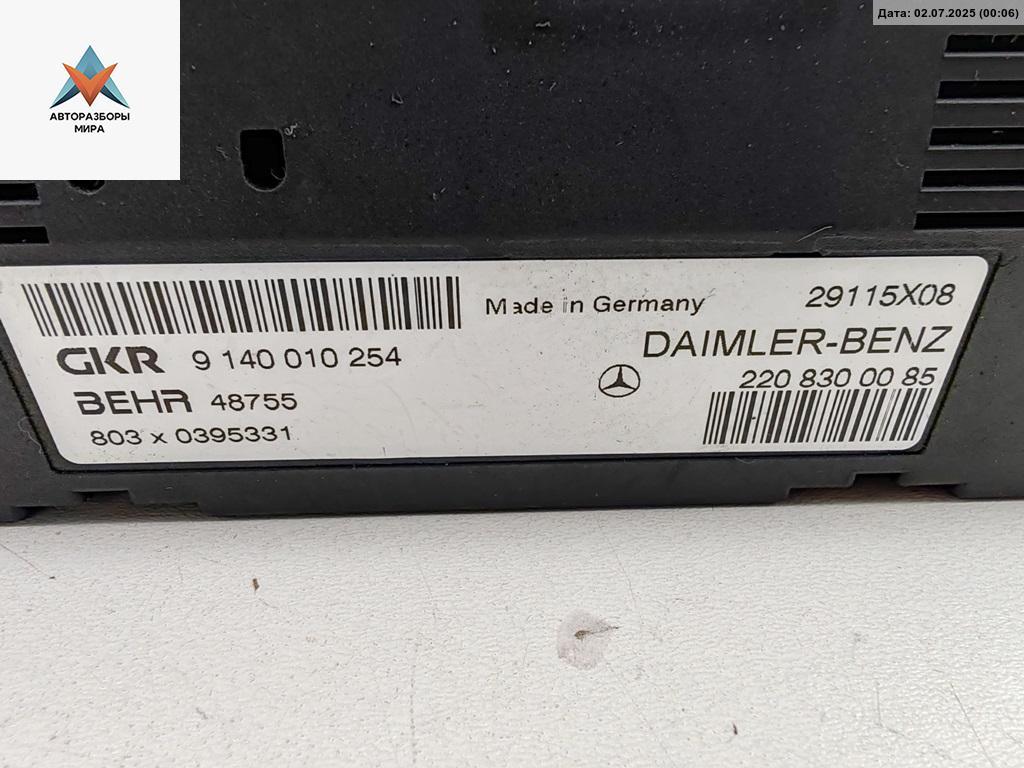 Дата: 02.07.2025 (00:06)
АВТОРАЗБОРЫ
МИРА
Made in Germany
29115X08
DAIMLER-BENZ
GKR 9 140 010 254
220 830 00 85
BEHR 48755
803 x 0395331